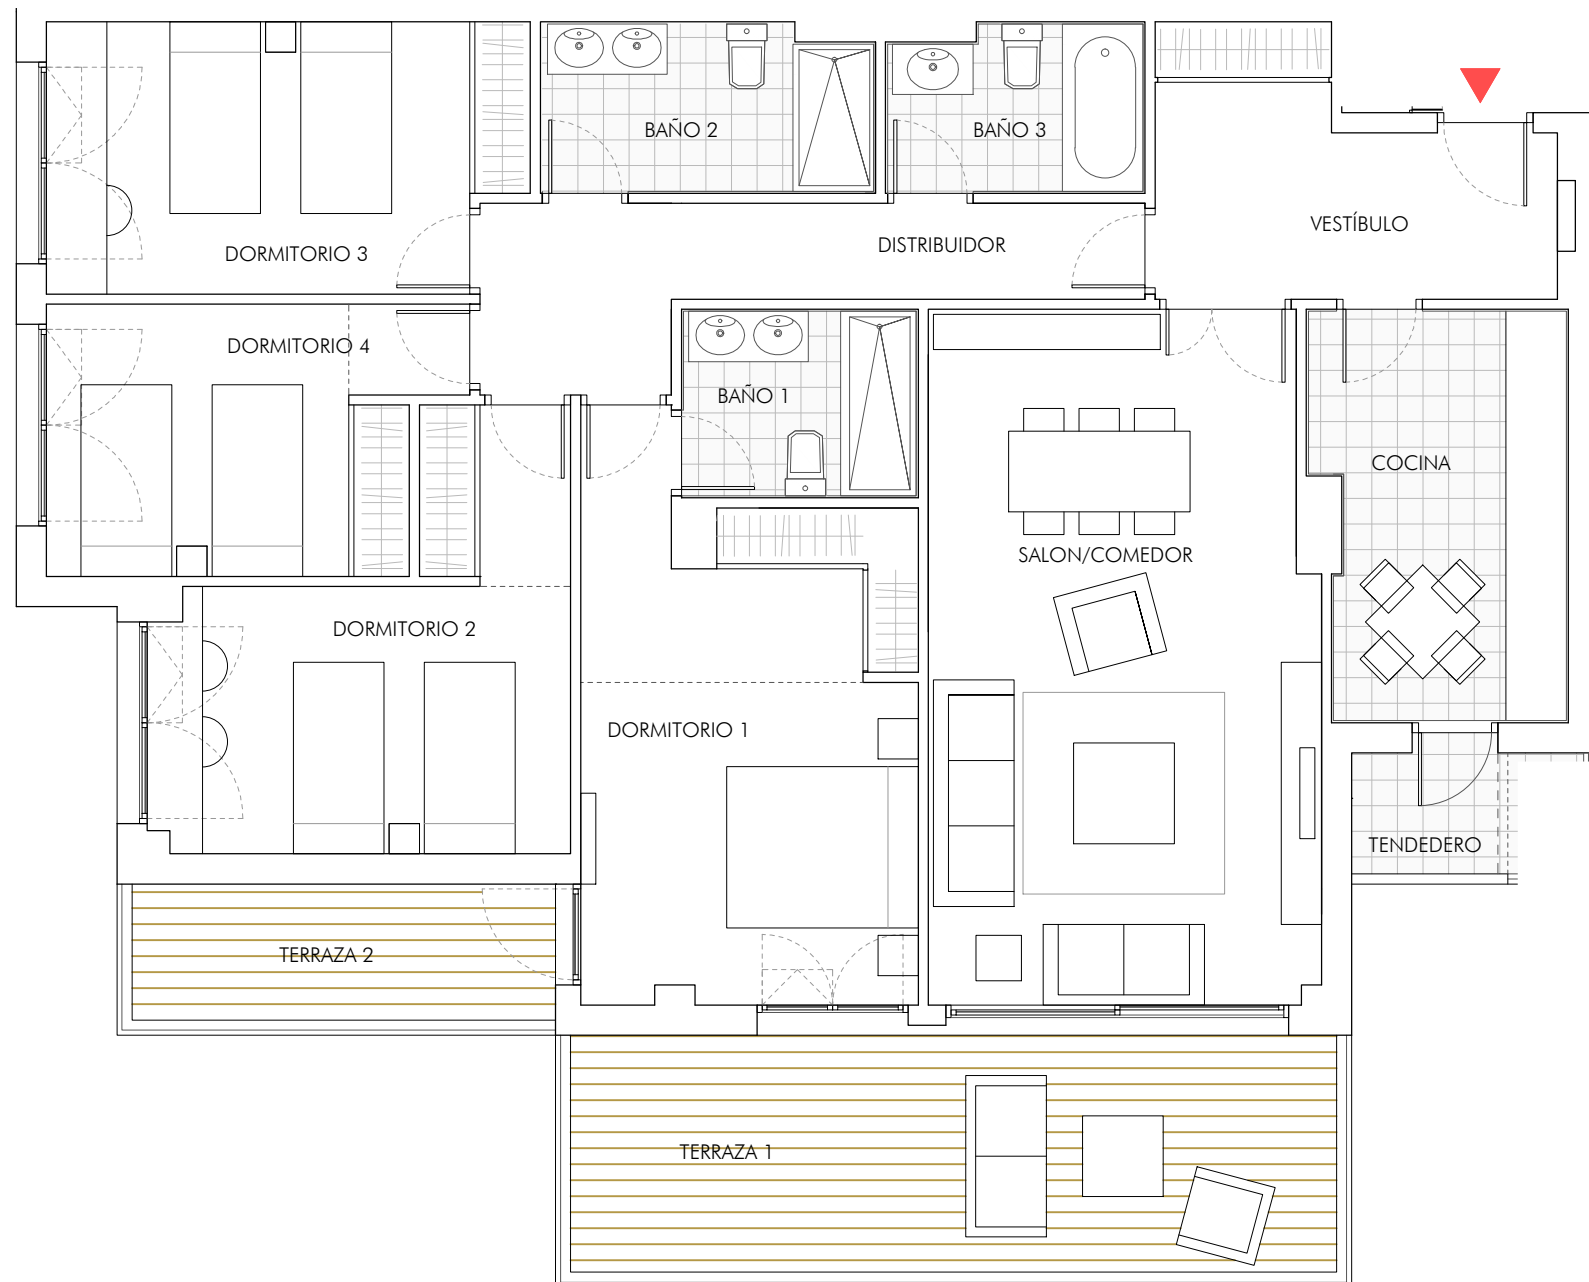 BAÑO 2
BAÑO 3
VESTÍBULO
DISTRIBUIDOR
DORMITORIO 3
DORMITORIO 4
BAÑO 1
COCINA
SALON/COMEDOR
DORMITORIO 2
DORMITORIO 1
TENDEDERO
TERRAZA 2
TERRAZA 1